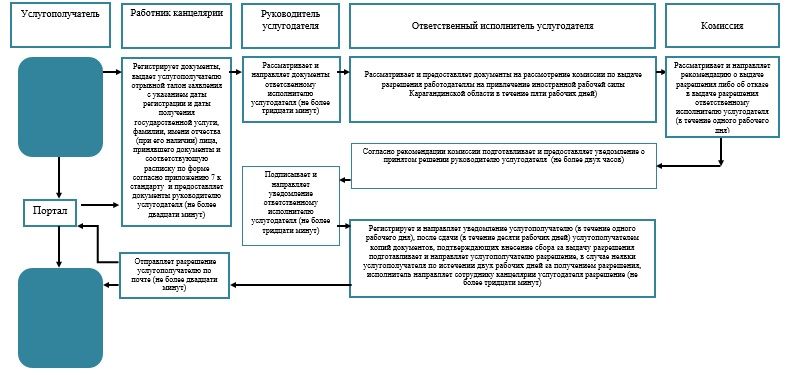 Услугополучатель
Работник канцелярии
Руководитель
услугодателя
Ответственный исполнитель услугодателя
Комиссия
Регистрирует документы,
выдает услугополучателю
отрывной талон заявления
с указанием даты
регистрации и даты
получения
государственной услуги,
фамилии, имени отчества
(при его наличии) лица,
принявшего документы и
соответствующую
расписку по форме
согласно приложению 7 к
стандарту и предоставляет
документы руководителю
услугодателя (не более
двадцати минут)
Рассматривает и
направляет документы
ответсвенному
исполнителю
услугодателя (не более
тридцати минут)
Рассматривает и предоставляет документы на рассмотрение комиссии по выдаче
разрешения работодателям на привлечение иностранной рабочей силы
Карагандинской области в течение пяти рабочих дней)
Рассматривает и направляет
рекомендацию о выдаче
разрешения либо об отказе
в выдаче разрешения
ответственному
исполнителю услугодателя
(в течение одного рабочего
дня)
Согласно рекомендации комиссии подготавливает и предоставляет уведомление о
принятом решении руководителю услугодателя (не более двух часов)
Подписывает и
направляет
уведомление
ответственному
исполнителю
услугодателя (не более
тридцати минут)
Портал
Регистрирует и направляет уведомление услугополучателю (в течение одного
рабочего дня), после сдачи (в течение десяти рабочих дней) услугополучателем
копий документов, подтверждающих внесение сбора за выдачу разрешения
подготавливает и направляет услугополучателю разрешение, в случае неявки
услугополучателя по истечении двух рабочих дней за получением разрешения,
исполнитель направляет сотруднику канцелярии услугодателя разрешение (не
более тридцати минут)
Отправляет разрешение
услугополучателю по
почте (не более двадцати
минут)